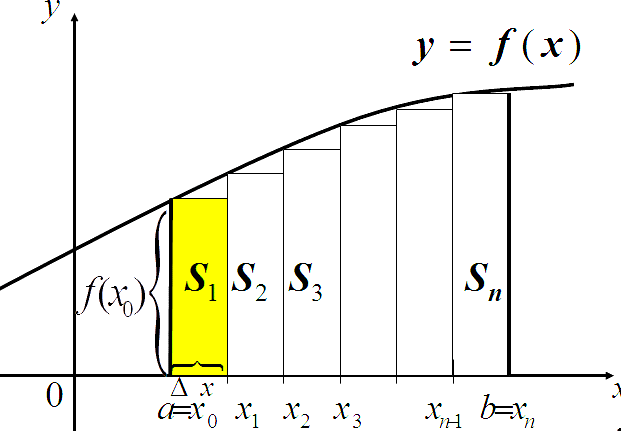 y
y = f(x)
S₁ S₂ S₃ Sₙ
f(x₀)
Δ x
0 a=x₀ x₁ x₂ x₃ xₙ₋₁ b=xₙ x